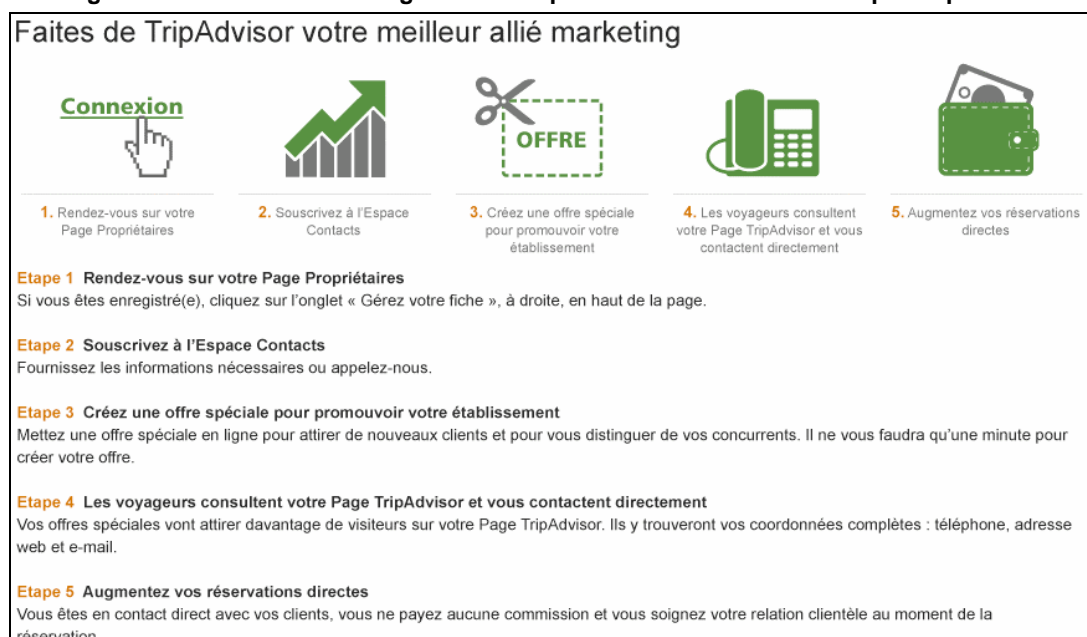 Faites de TripAdvisor votre meilleur allié marketing
Connexion
OFFRE
1. Rendez-vous sur votre
Page Propriétaires
2. Souscrivez à l'Espace
Contacts
3. Créez une offre spéciale
pour promouvoir votre
établissement
4. Les voyageurs consultent
votre Page TripAdvisor et vous
contactent directement
5. Augmentez vos réservations
directes
Etape 1 Rendez-vous sur votre Page Propriétaires
Si vous êtes enregistré(e), cliquez sur l'onglet « Gérez votre fiche », à droite, en haut de la page.
Etape 2 Souscrivez à l'Espace Contacts
Fournissez les informations nécessaires ou appelez-nous.
Etape 3 Créez une offre spéciale pour promouvoir votre établissement
Mettez une offre spéciale en ligne pour attirer de nouveaux clients et pour vous distinguer de vos concurrents. Il ne vous faudra qu'une minute pour
créer votre offre.
Etape 4 Les voyageurs consultent votre Page TripAdvisor et vous contactent directement
Vos offres spéciales vont attirer davantage de visiteurs sur votre Page TripAdvisor. Ils y trouveront vos coordonnées complètes : téléphone, adresse
web et e-mail.
Etape 5 Augmentez vos réservations directes
Vous êtes en contact direct avec vos clients, vous ne payez aucune commission et vous soignez votre relation clientèle au moment de la
réservation